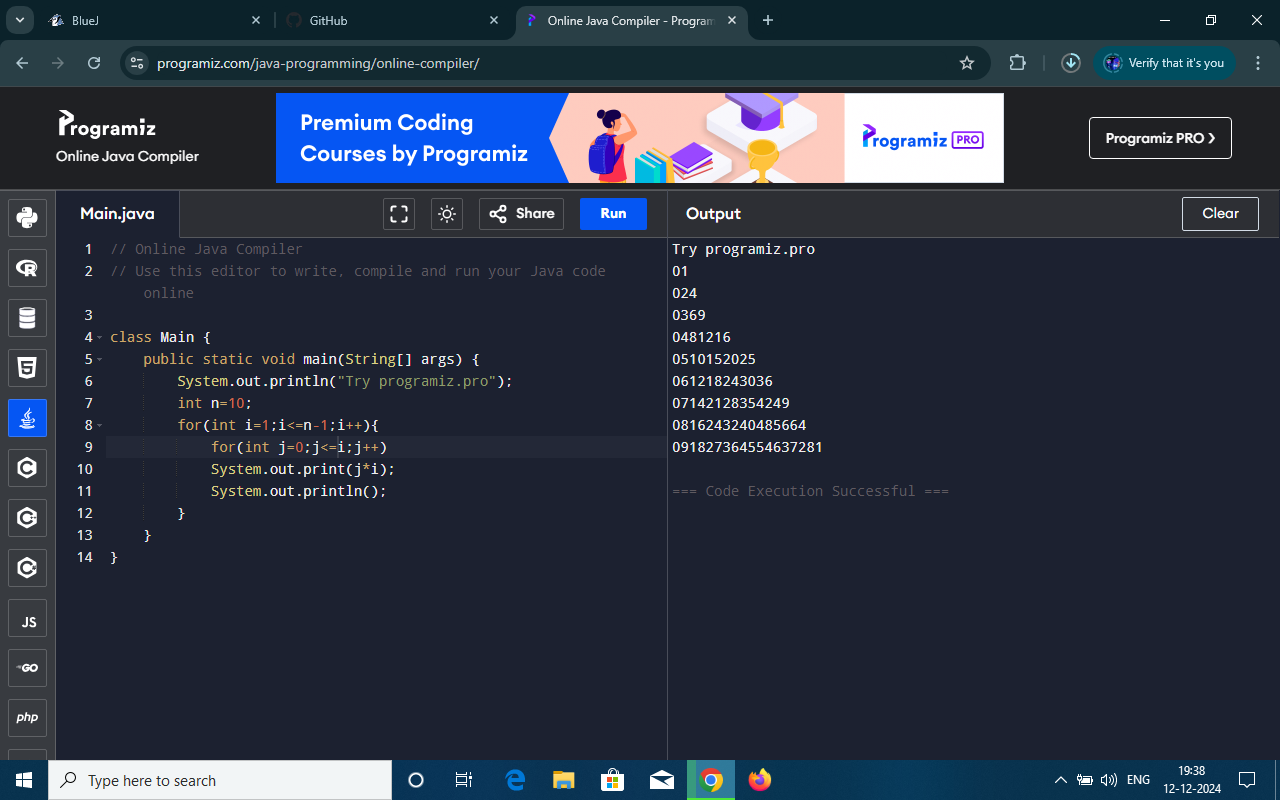 BlueJ
GitHub
Online Java Compiler - Program
programiz.com/java-programming/online-compiler/
Verify that it's you
Programiz
Online Java Compiler
Premium Coding
Courses by Programiz
Programiz PRO
Programiz PRO ❯
Main.java
Share
Run
Output
Clear
1 // Online Java Compiler
2 // Use this editor to write, compile and run your Java code
online
3
4 class Main {
5     public static void main(String[] args) {
6         System.out.println("Try programiz.pro");
7         int n=10;
8         for(int i=1;i<=n-1;i++){
9             for(int j=0;j<=i;j++)
10             System.out.print(j*i);
11             System.out.println();
12         }
13     }
14 }
Try programiz.pro
01
024
0369
0481216
0510152025
061218243036
07142128354249
0816243240485664
091827364554637281
=== Code Execution Successful ===
R
5
C
C
C
JS
GO
php
Type here to search
ENG
19:38
12-12-2024